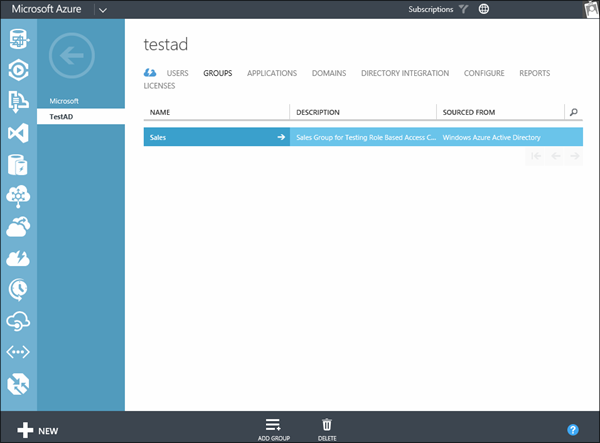 Microsoft Azure Subscriptions
testad
USERS GROUPS APPLICATIONS DOMAINS DIRECTORY INTEGRATION CONFIGURE REPORTS
LICENSES
Microsoft
TestAD
NAME DESCRIPTION SOURCED FROM
Sales Sales Group for Testing Role Based Access C... Windows Azure Active Directory
NEW ADD GROUP DELETE ?